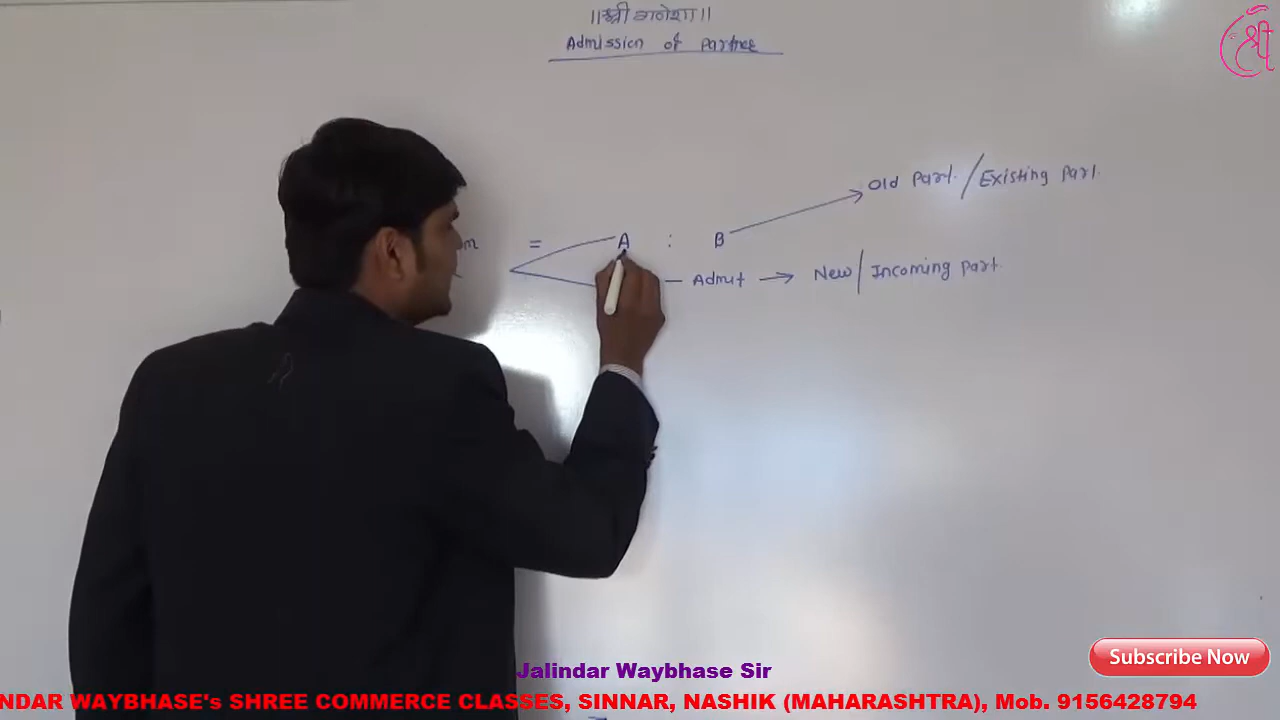 ॥श्री गणेशा॥
Admission of Partner
श्री
Old Part. / Existing Part.
= A : B
— Admit → New / Incoming Part.
Subscribe Now
Jalindar Waybhase Sir
NDAR WAYBHASE's SHREE COMMERCE CLASSES, SINNAR, NASHIK (MAHARASHTRA), Mob. 9156428794